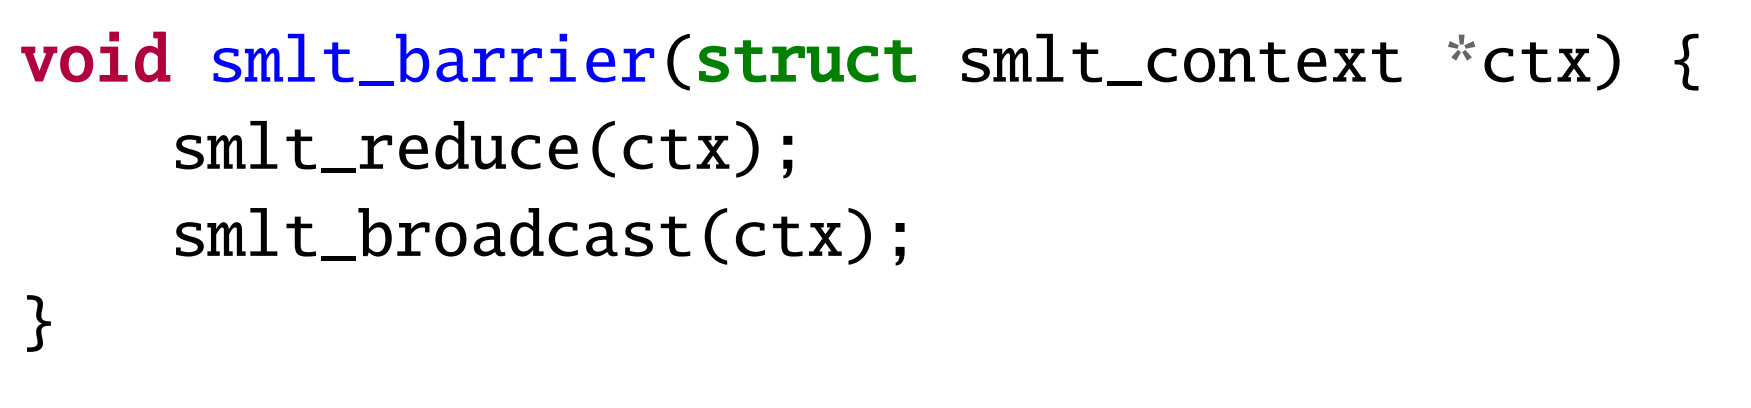 void smlt_barrier(struct smlt_context *ctx) {
    smlt_reduce(ctx);
    smlt_broadcast(ctx);
}